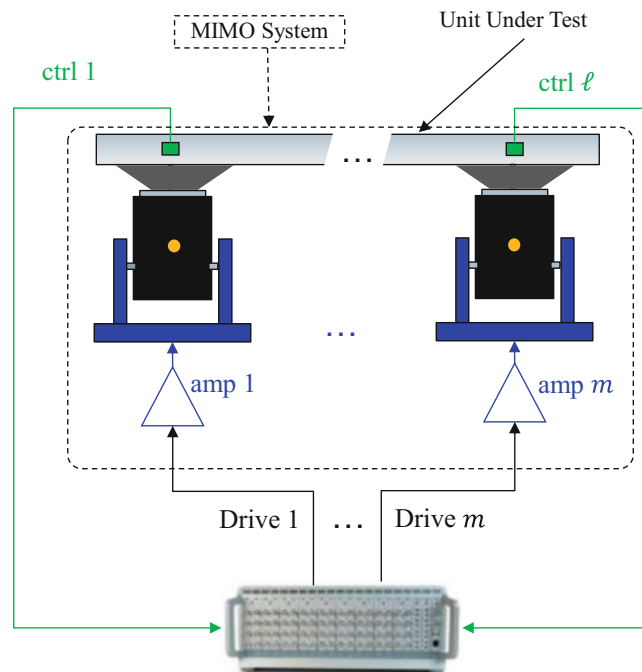 MIMO System
Unit Under Test
ctrl 1
ctrl ℓ
...
...
amp 1
amp m
Drive 1 ... Drive m